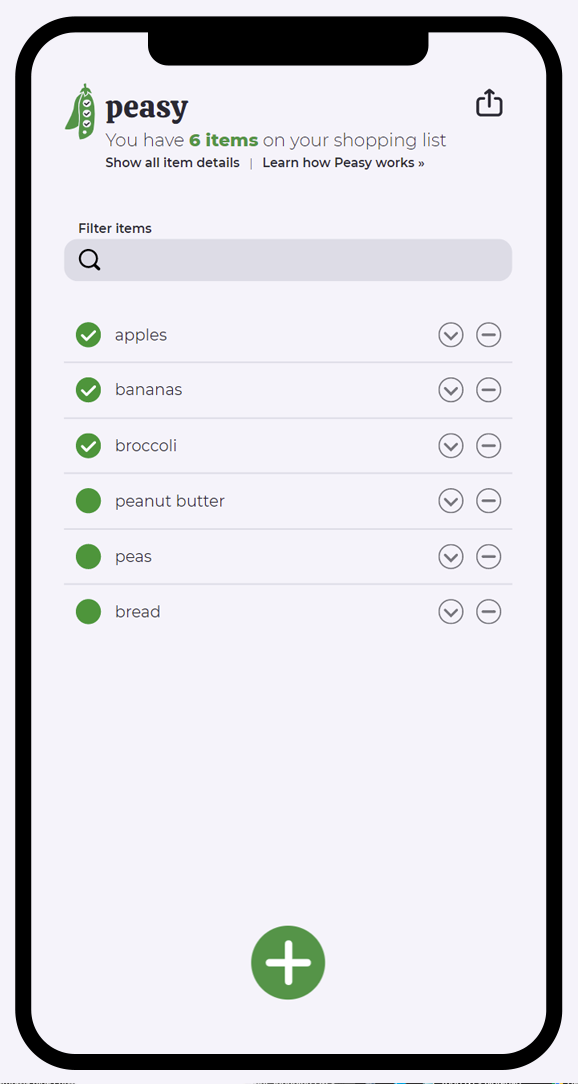 peasy
You have 6 items on your shopping list
Show all item details | Learn how Peasy works »
Filter items
apples
bananas
broccoli
peanut butter
peas
bread